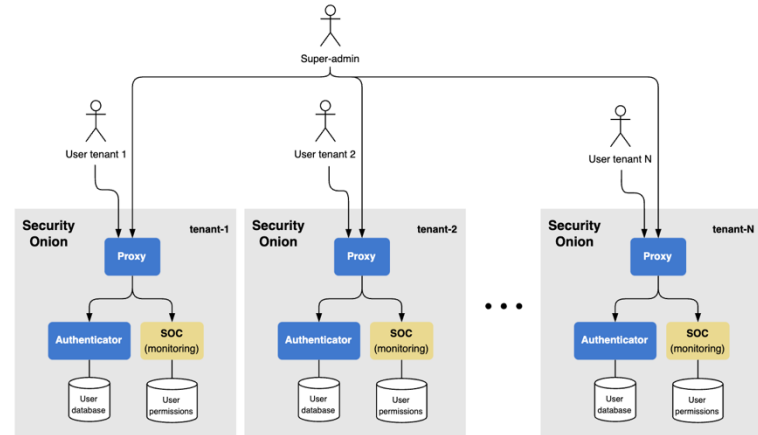 Super-admin
User tenant 1
User tenant 2
User tenant N
Security
Onion
tenant-1
Proxy
Authenticator
SOC
(monitoring)
User
database
User
permissions
Security
Onion
tenant-2
Proxy
Authenticator
SOC
(monitoring)
User
database
User
permissions
Security
Onion
tenant-N
Proxy
Authenticator
SOC
(monitoring)
User
database
User
permissions